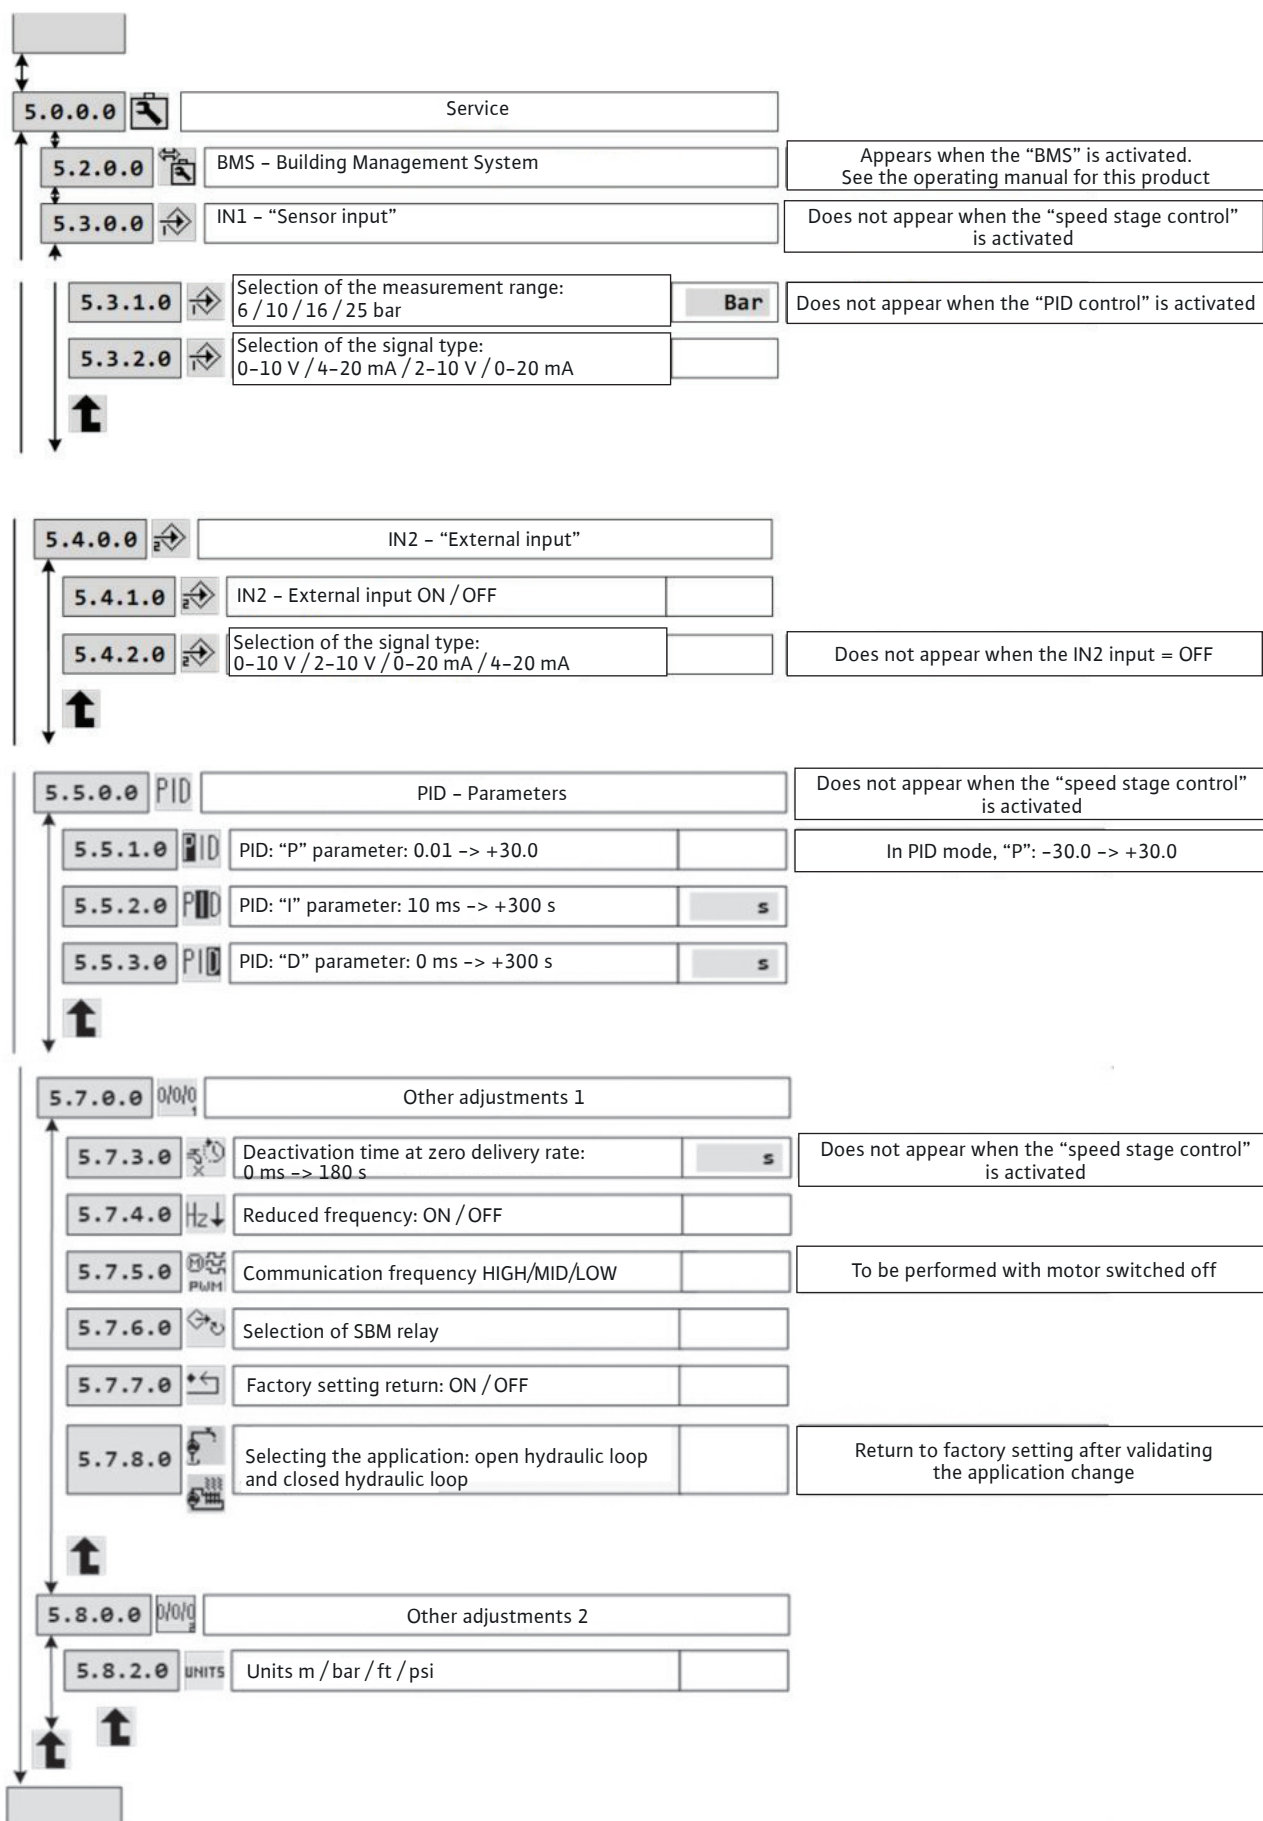 5.0.0.0 Service
5.2.0.0 BMS – Building Management System
Appears when the “BMS” is activated.
See the operating manual for this product
5.3.0.0 IN1 – “Sensor input”
Does not appear when the “speed stage control”
is activated
5.3.1.0 Selection of the measurement range:
6 / 10 / 16 / 25 bar
Bar
Does not appear when the “PID control” is activated
5.3.2.0 Selection of the signal type:
0–10 V / 4–20 mA / 2–10 V / 0–20 mA
5.4.0.0 IN2 – “External input”
5.4.1.0 IN2 – External input ON / OFF
5.4.2.0 Selection of the signal type:
0–10 V / 2–10 V / 0–20 mA / 4–20 mA
Does not appear when the IN2 input = OFF
5.5.0.0 PID PID – Parameters
Does not appear when the “speed stage control”
is activated
5.5.1.0 PID PID: “P” parameter: 0.01 –> +30.0
In PID mode, “P”: –30.0 –> +30.0
5.5.2.0 PID PID: “I” parameter: 10 ms –> +300 s
s
5.5.3.0 PID PID: “D” parameter: 0 ms –> +300 s
s
5.7.0.0 0/0/0 1 Other adjustments 1
5.7.3.0 Deactivation time at zero delivery rate:
0 ms –> 180 s
s
Does not appear when the “speed stage control”
is activated
5.7.4.0 Hz Reduced frequency: ON / OFF
5.7.5.0 M PWM Communication frequency HIGH/MID/LOW
To be performed with motor switched off
5.7.6.0 Selection of SBM relay
5.7.7.0 Factory setting return: ON / OFF
5.7.8.0 Selecting the application: open hydraulic loop
and closed hydraulic loop
Return to factory setting after validating
the application change
5.8.0.0 0/0/0 2 Other adjustments 2
5.8.2.0 UNITS Units m / bar / ft / psi